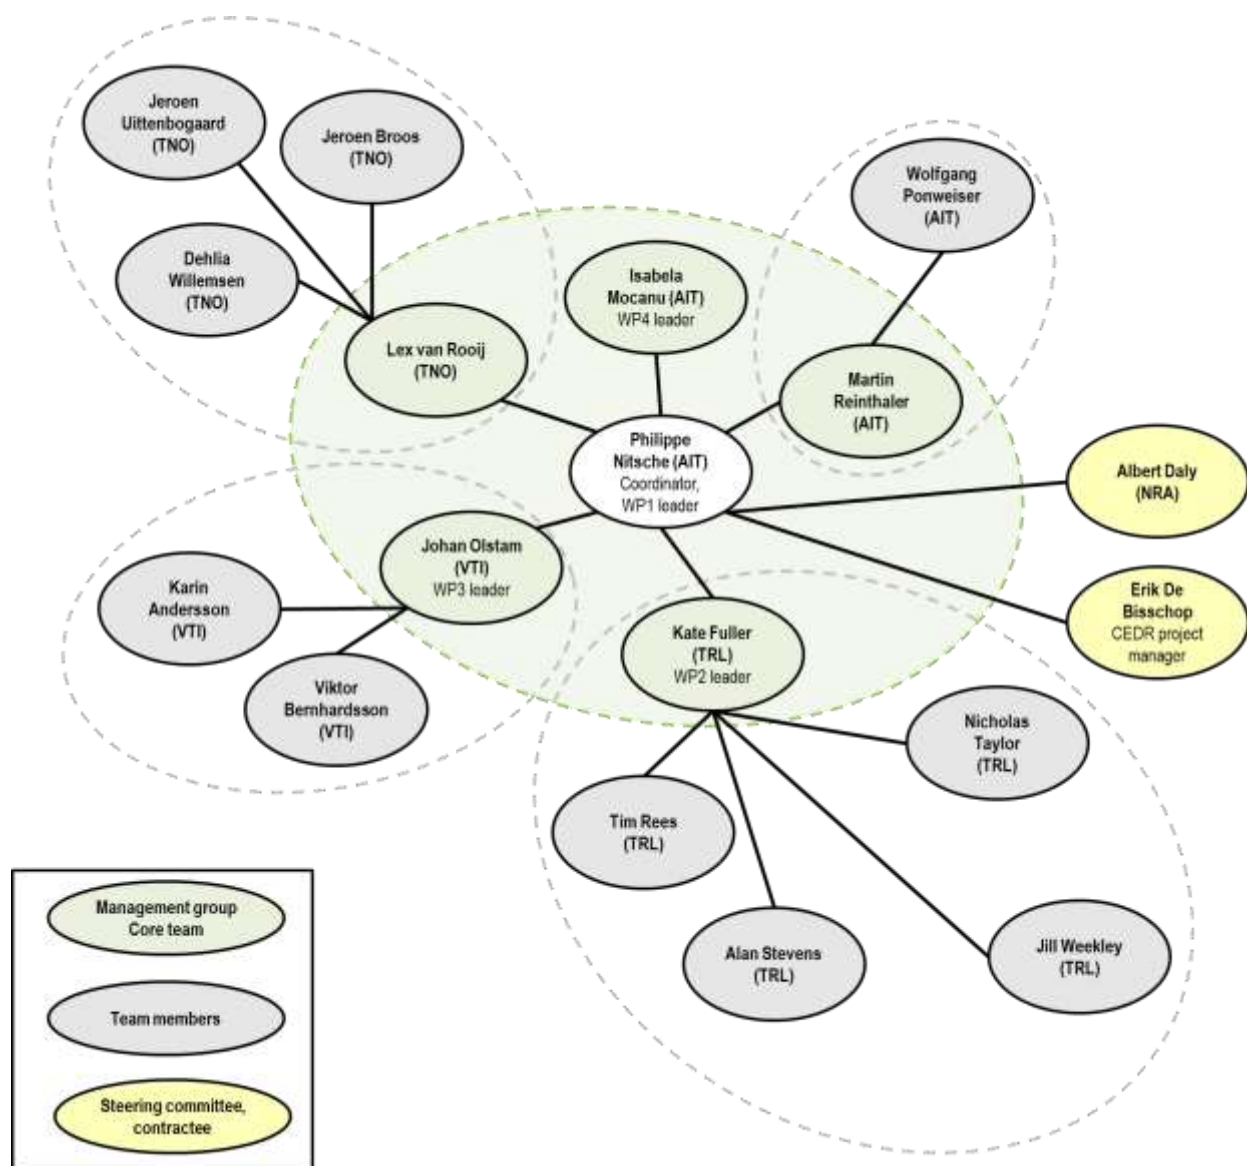 Jeroen
Uittenbogaard
(TNO)
Jeroen Broos
(TNO)
Wolfgang
Ponweiser
(AIT)
Dehlia
Willemsen
(TNO)
Isabela
Mocanu (AIT)
WP4 leader
Lex van Rooij
(TNO)
Martin
Reinthaler
(AIT)
Philippe
Nitsche (AIT)
Coordinator,
WP1 leader
Albert Daly
(NRA)
Johan Olstam
(VTI)
WP3 leader
Karin
Andersson
(VTI)
Erik De
Bisschop
CEDR project
manager
Kate Fuller
(TRL)
WP2 leader
Viktor
Bernhardsson
(VTI)
Nicholas
Taylor
(TRL)
Tim Rees
(TRL)
Alan Stevens
(TRL)
Jill Weekley
(TRL)
Management group
Core team
Team members
Steering committee,
contractee